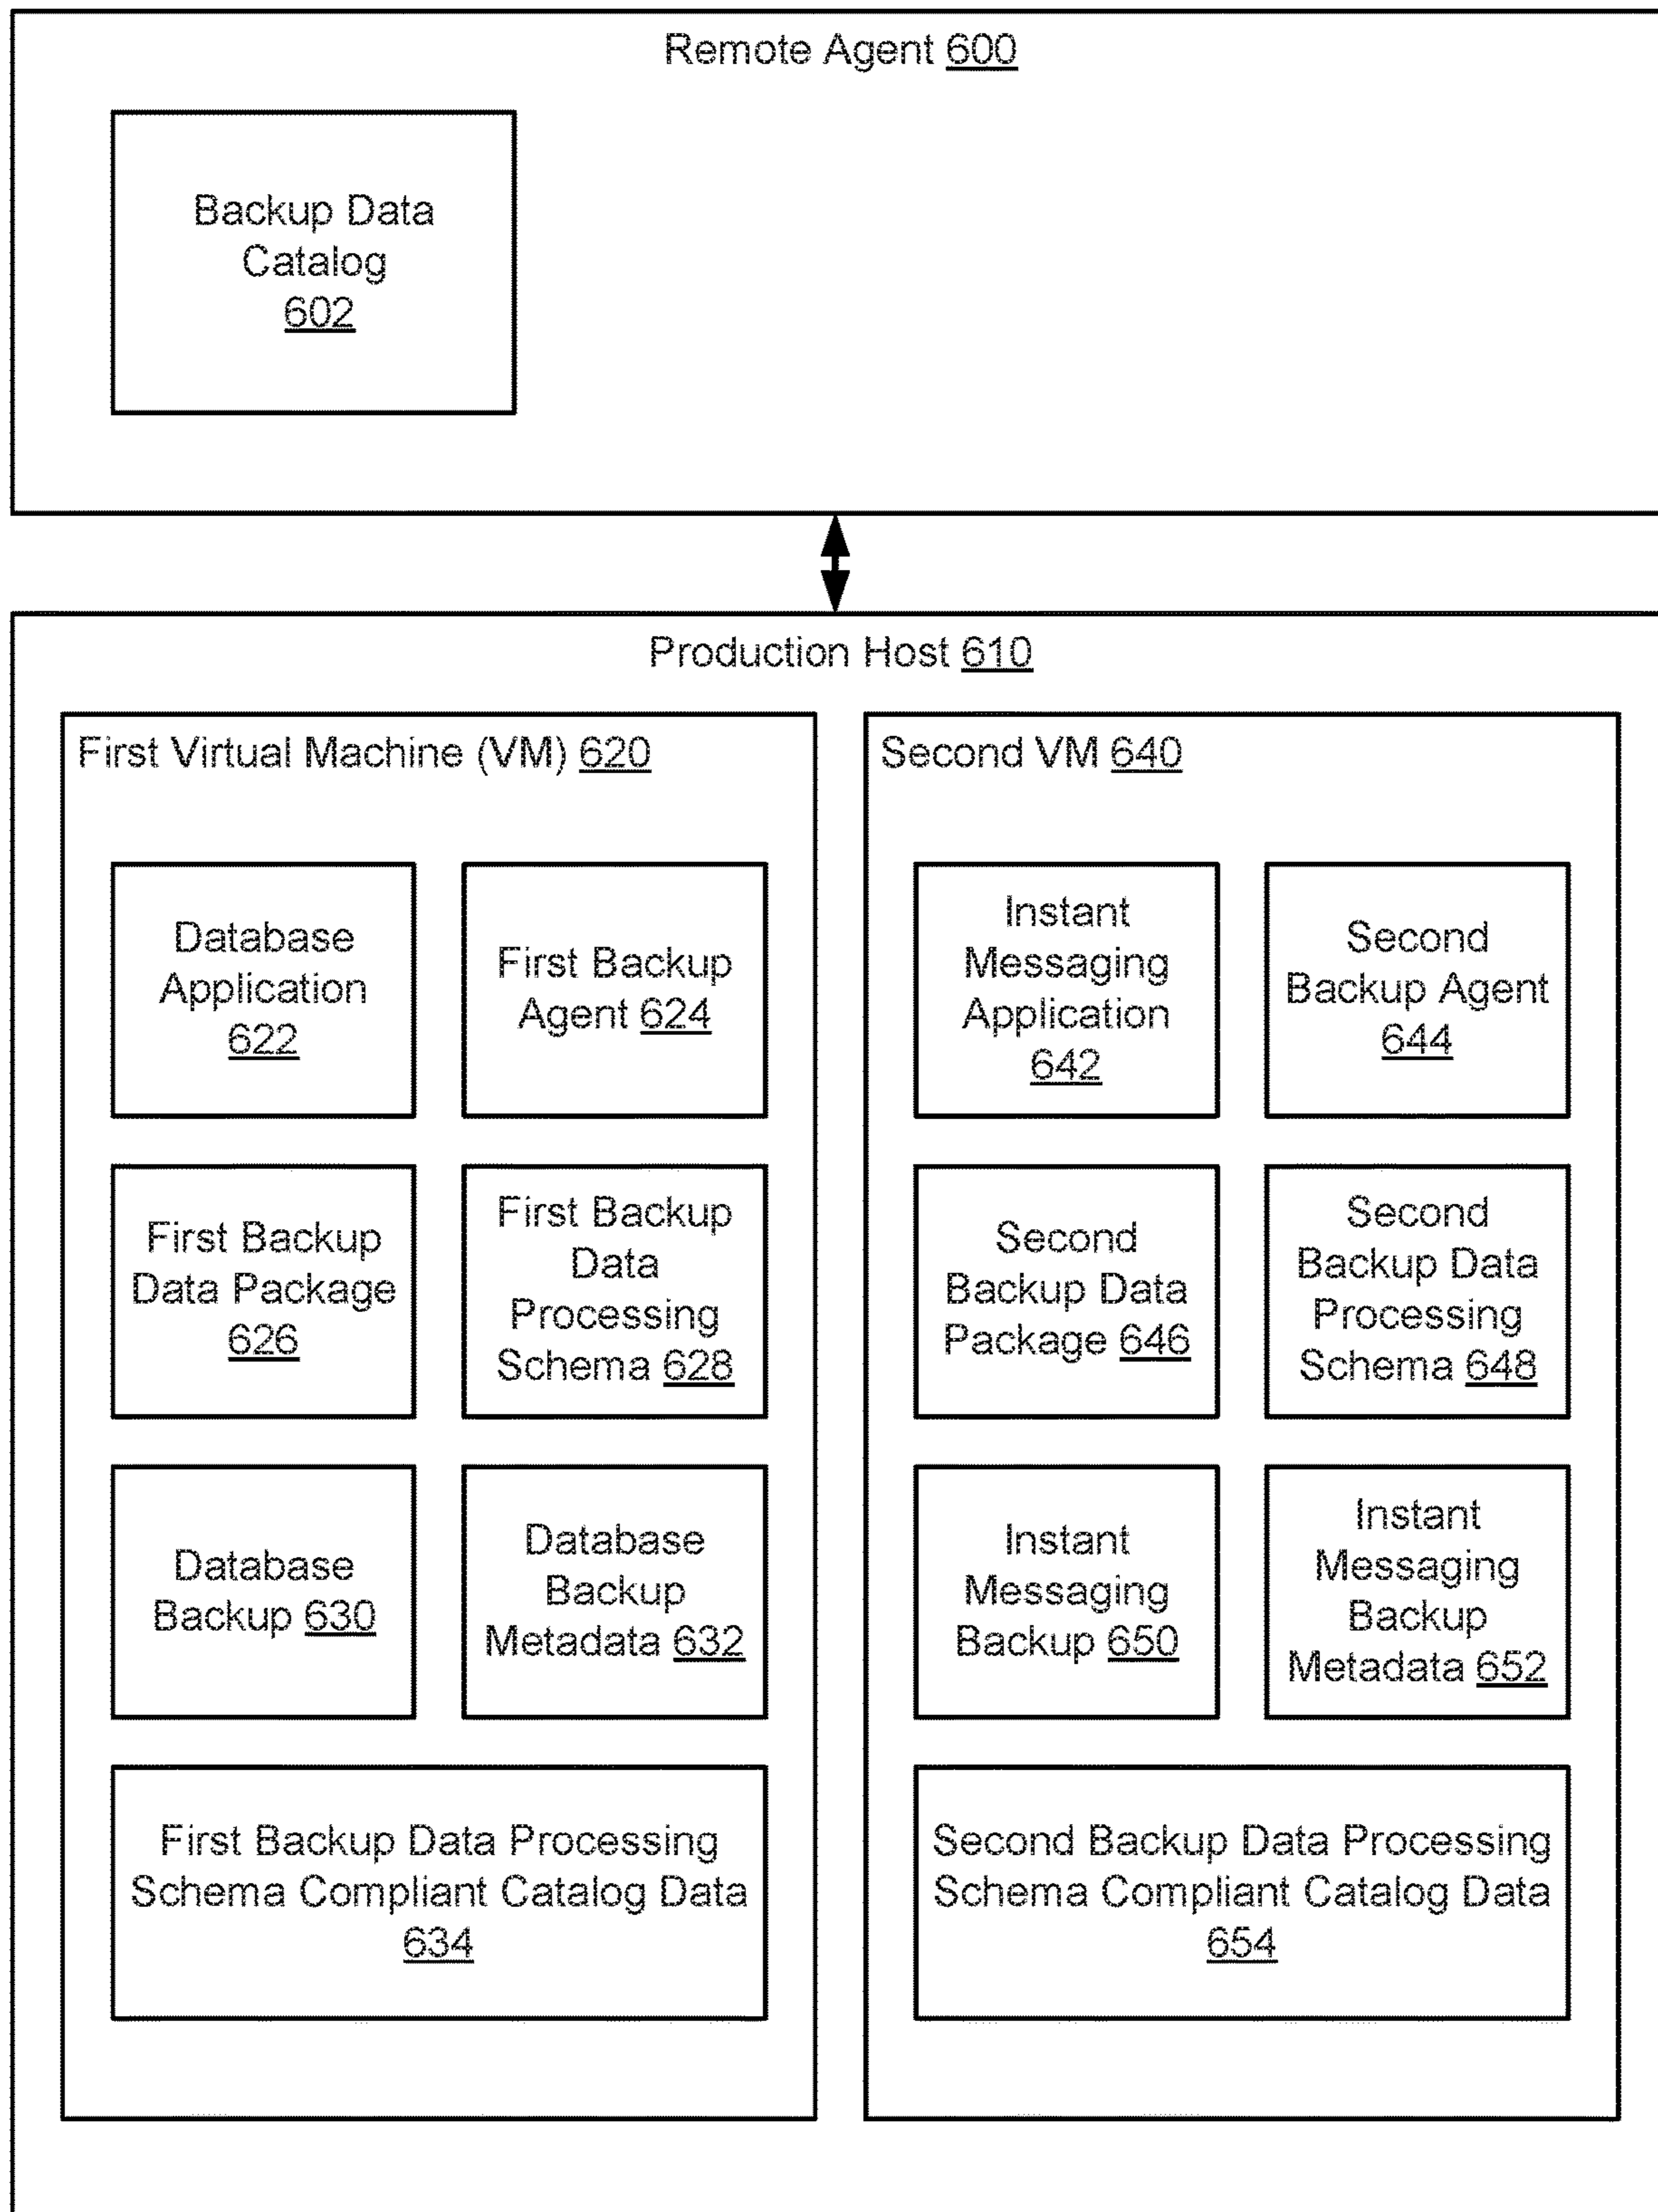 Remote Agent 600
Backup Data
Catalog
602
Production Host 610
First Virtual Machine (VM) 620
Database
Application
622
First Backup
Agent 624
First Backup
Data Package
626
First Backup
Data
Processing
Schema 628
Database
Backup 630
Database
Backup
Metadata 632
First Backup Data Processing
Schema Compliant Catalog Data
634
Second VM 640
Instant
Messaging
Application
642
Second
Backup Agent
644
Second
Backup Data
Package 646
Second
Backup Data
Processing
Schema 648
Instant
Messaging
Backup 650
Instant
Messaging
Backup
Metadata 652
Second Backup Data Processing
Schema Compliant Catalog Data
654